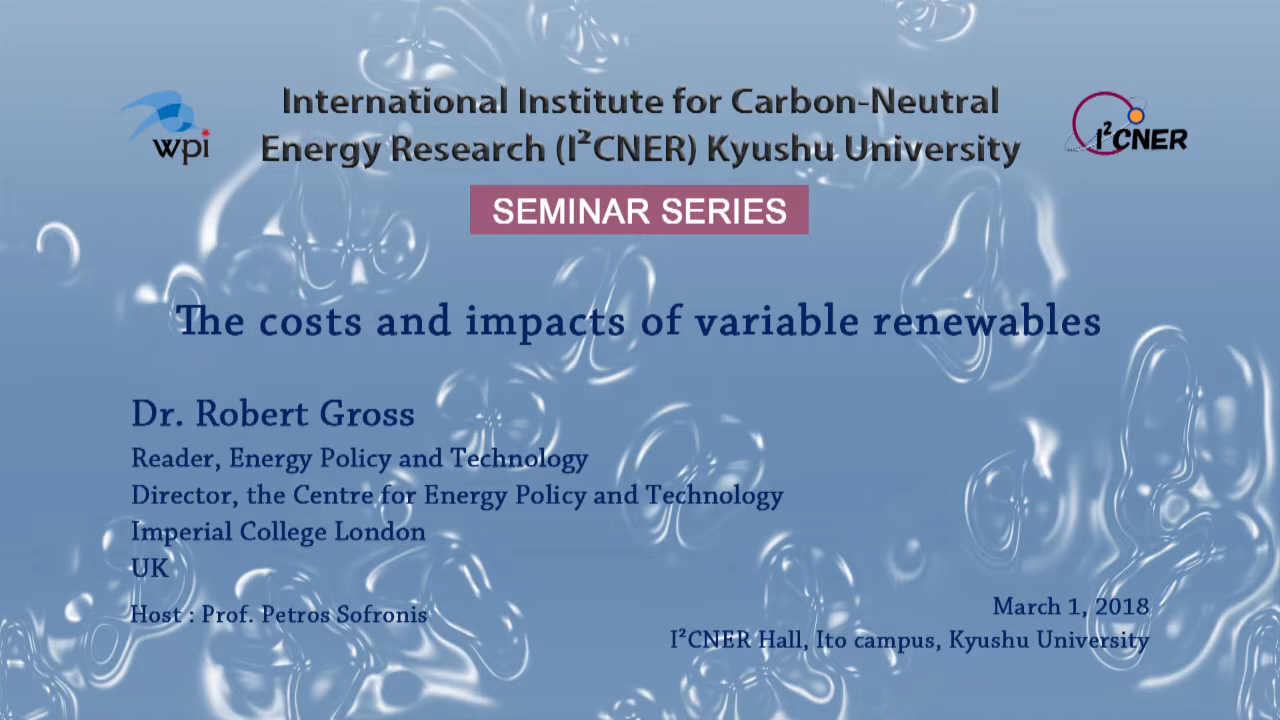 wpi
International Institute for Carbon-Neutral
Energy Research (I²CNER) Kyushu University
I²CNER
SEMINAR SERIES
The costs and impacts of variable renewables
Dr. Robert Gross
Reader, Energy Policy and Technology
Director, the Centre for Energy Policy and Technology
Imperial College London
UK
Host : Prof. Petros Sofronis
March 1, 2018
I²CNER Hall, Ito campus, Kyushu University